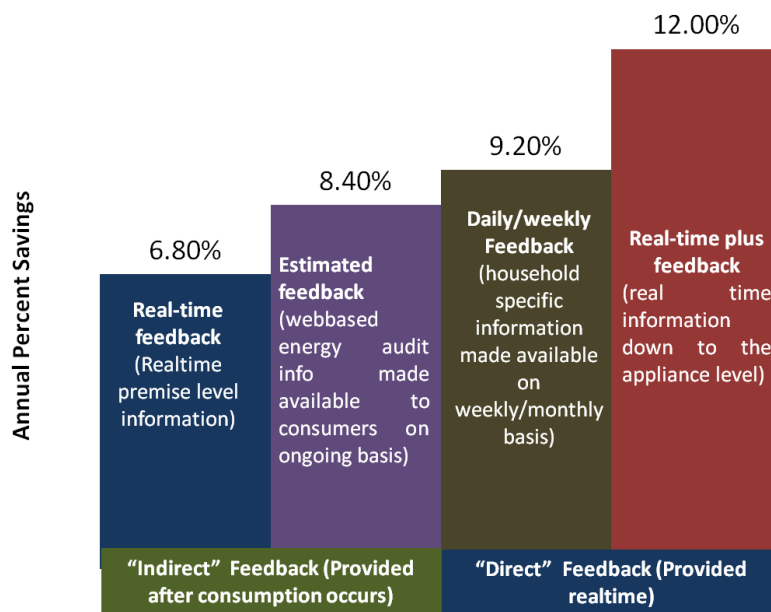 12.00%
9.20%
8.40%
6.80%
Annual Percent Savings
Real-time
feedback
(Realtime
premise level
information)
Estimated
feedback
(webbased
energy audit
info made
available to
consumers on
ongoing basis)
Daily/weekly
Feedback
(household
specific
information
made available
on
weekly/monthly
basis)
Real-time plus
feedback
(real time
information
down to the
appliance level)
“Indirect” Feedback (Provided
after consumption occurs)
“Direct” Feedback (Provided
realtime)